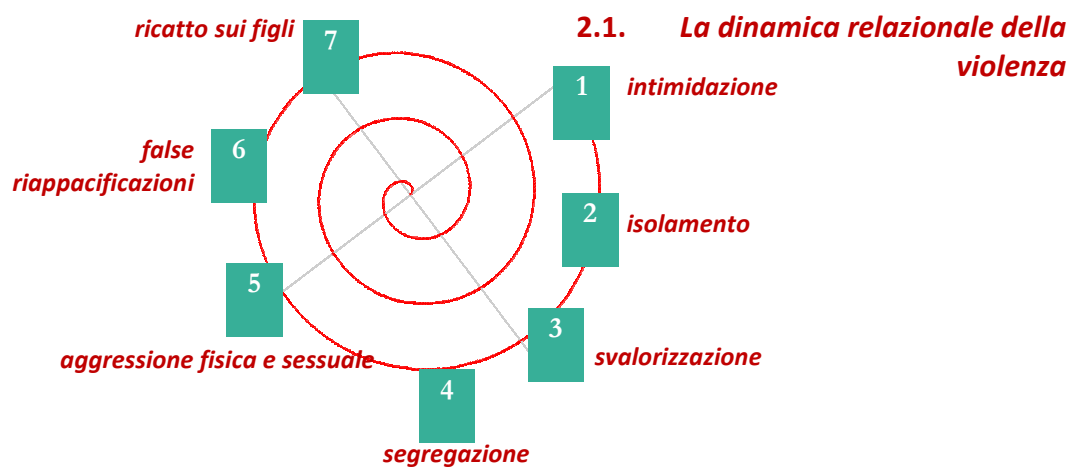 2.1. La dinamica relazionale della
violenza
1
intimidazione
2
isolamento
3
svalorizzazione
4
segregazione
5
aggressione fisica e sessuale
6
false
riappacificazioni
7
ricatto sui figli